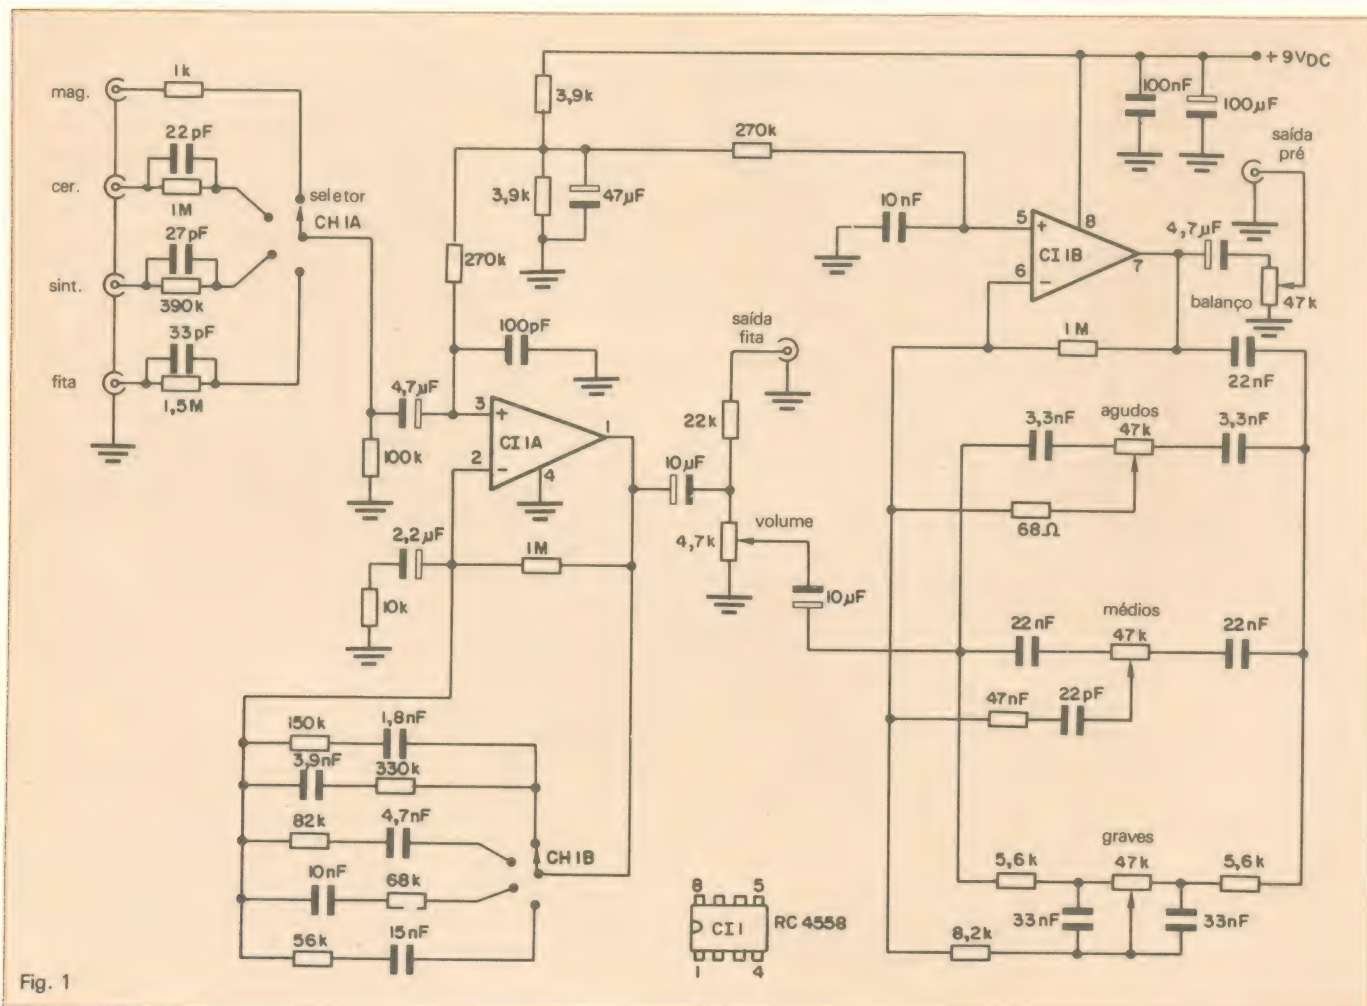 mag.
1k
22pF
cer.
1M
27pF
sint.
390k
33pF
fita
1,5M
seletor
CH1A
100k
4,7µF
3,9k
3,9k
47µF
270k
270k
100pF
3
+
CI1A
1
2
−
4
2,2µF
10k
1M
10µF
22k
saída
fita
4,7k
volume
10µF
10nF
5
+
8
CI1B
6
−
7
+9VDC
100nF
100µF
saída
pré
4,7µF
balanço
47k
1M
22nF
3,3nF
agudos
47k
3,3nF
68Ω
22nF
médios
47k
22nF
47nF
22pF
graves
5,6k
47k
5,6k
33nF
33nF
8,2k
150k
1,8nF
3,9nF
330k
82k
4,7nF
CH1B
10nF
68k
56k
15nF
8
5
CI1
RC 4558
1
4
Fig. 1